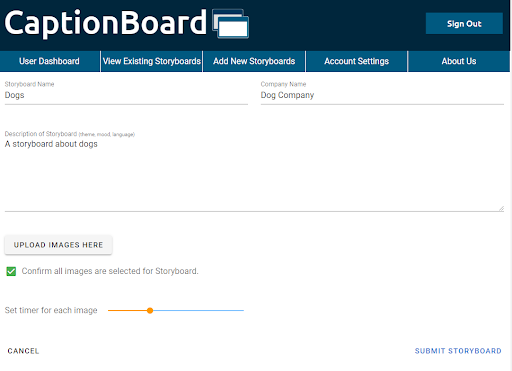 CaptionBoard
Sign Out
User Dashboard
View Existing Storyboards
Add New Storyboards
Account Settings
About Us
Storyboard Name
Company Name
Dogs
Dog Company
Description of Storyboard (theme, mood, language)
A storyboard about dogs
UPLOAD IMAGES HERE
Confirm all images are selected for Storyboard.
Set timer for each image
CANCEL
SUBMIT STORYBOARD